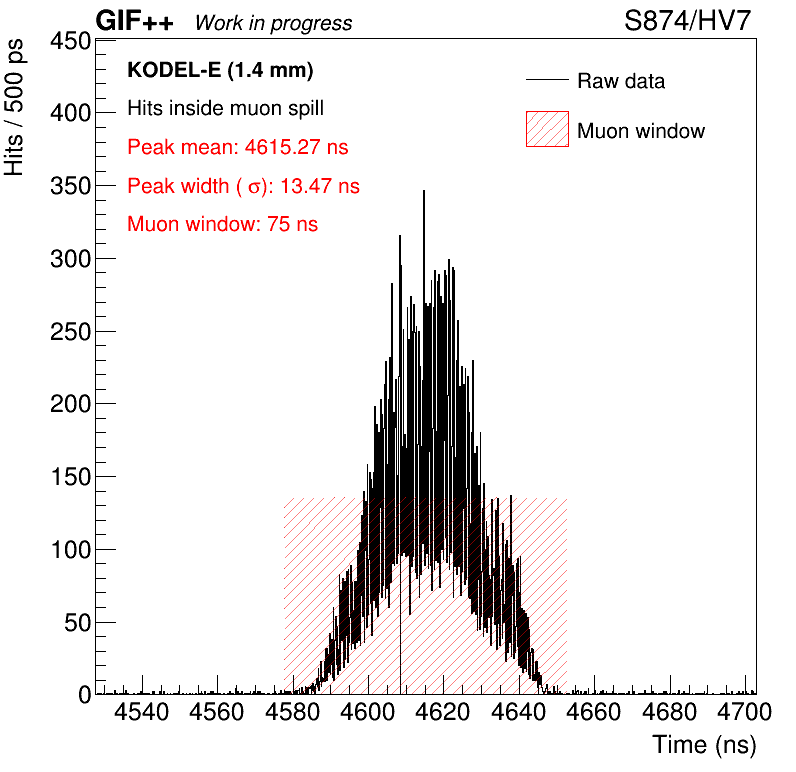 GIF++ Work in progress S874/HV7
Hits / 500 ps
450
400
350
300
250
200
150
100
50
0
KODEL-E (1.4 mm)
Hits inside muon spill
Peak mean: 4615.27 ns
Peak width ( σ): 13.47 ns
Muon window: 75 ns
Raw data
Muon window
4540 4560 4580 4600 4620 4640 4660 4680 4700
Time (ns)